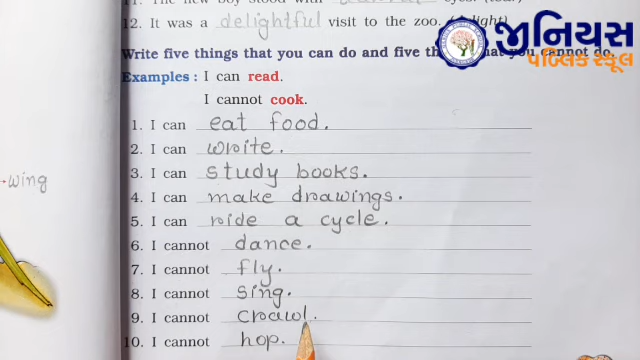 12. It was a delightful visit to the zoo.
Write five things that you can do and five you cannot do.
Examples : I can read.
I cannot cook.
1. I can eat food.
2. I can write.
3. I can study books.
4. I can make drawings.
5. I can ride a cycle.
6. I cannot dance.
7. I cannot fly.
8. I cannot sing.
9. I cannot crawl.
10. I cannot hop.
wing
જીનિયસ
પબ્લિક સ્કૂલ